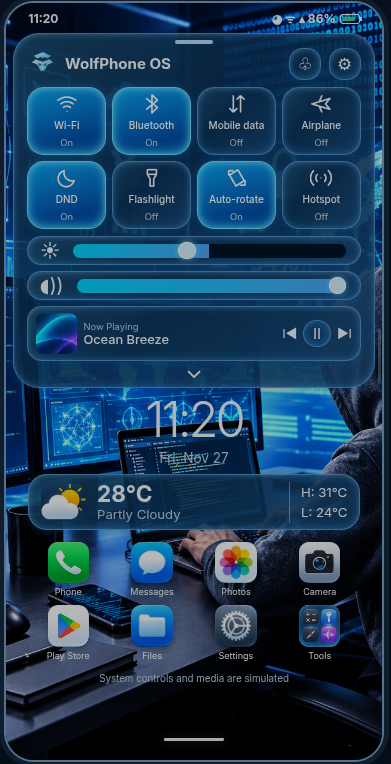 11:20
86%
WolfPhone OS
Wi-Fi
On
Bluetooth
On
Mobile data
Off
Airplane
Off
DND
On
Flashlight
Off
Auto-rotate
On
Hotspot
Off
Now Playing
Ocean Breeze
11:20
Fri, Nov 27
28°C
Partly Cloudy
H: 31°C
L: 24°C
Phone
Messages
Photos
Camera
Play Store
Files
Settings
Tools
System controls and media are simulated